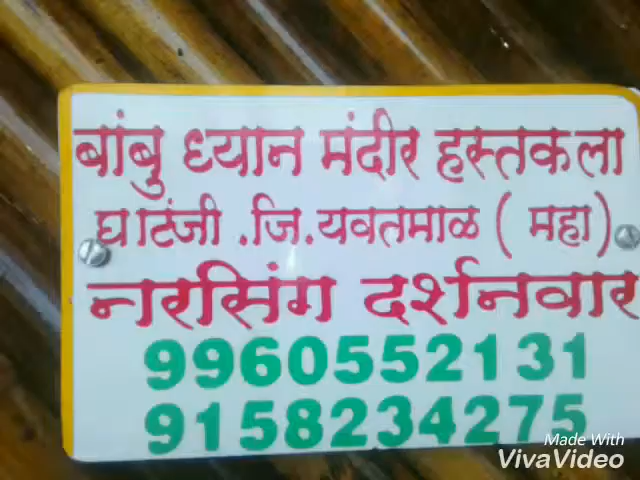 बांबु ध्यान मंदीर हस्तकला
घाटंजी .जि.यवतमाळ ( महा)
नरसिंग दर्शनवार
9960552131
9158234275
Made With
VivaVideo